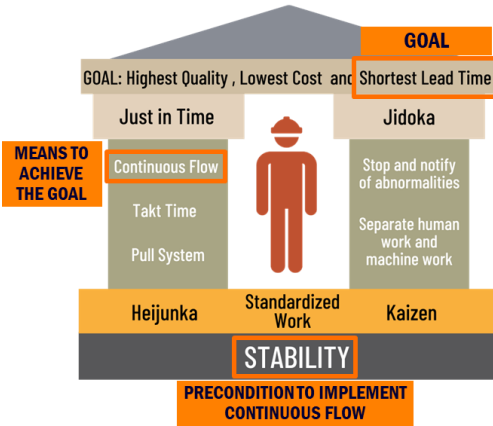 GOAL
GOAL: Highest Quality , Lowest Cost and Shortest Lead Time
Just in Time
Jidoka
MEANS TO
ACHIEVE
THE GOAL
Continuous Flow
Takt Time
Pull System
Stop and notify
of abnormalities
Separate human
work and
machine work
Heijunka
Standardized
Work
Kaizen
STABILITY
PRECONDITION TO IMPLEMENT
CONTINUOUS FLOW